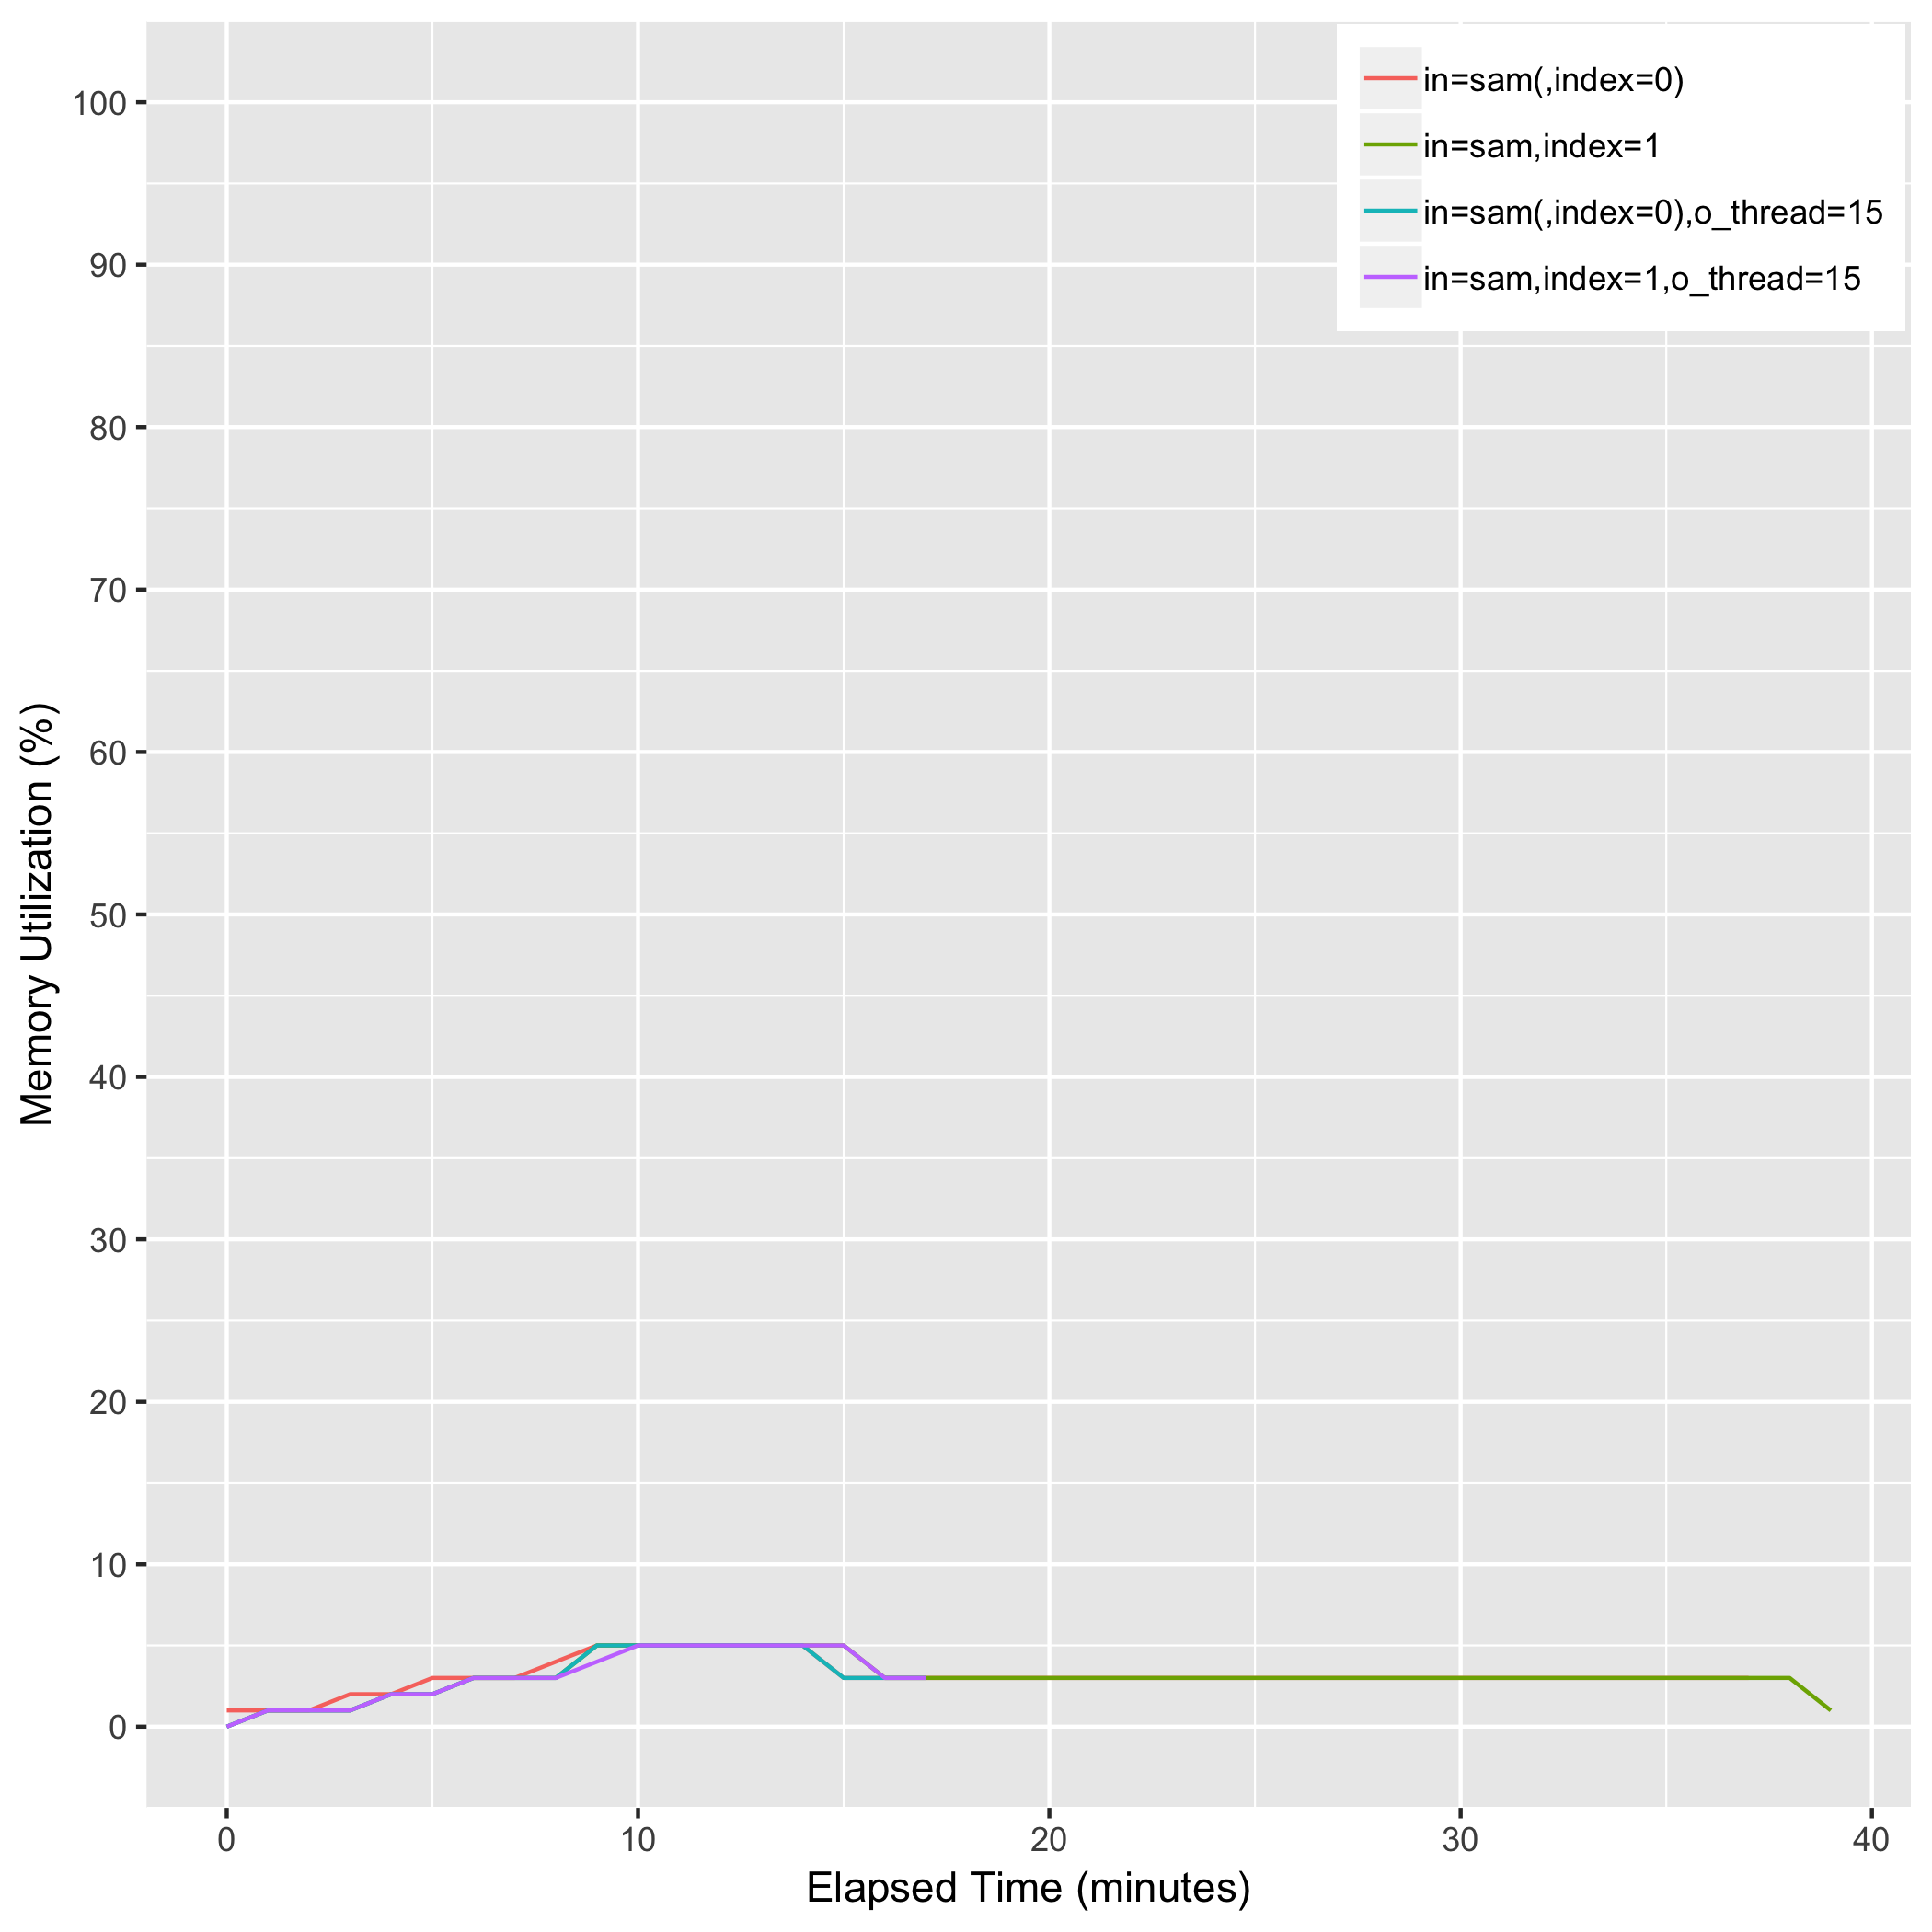 in=sam(,index=0)
in=sam,index=1
in=sam(,index=0),o_thread=15
in=sam,index=1,o_thread=15
100
90
80
70
60
50
40
30
20
10
0
Memory Utilization (%)
0 10 20 30 40
Elapsed Time (minutes)